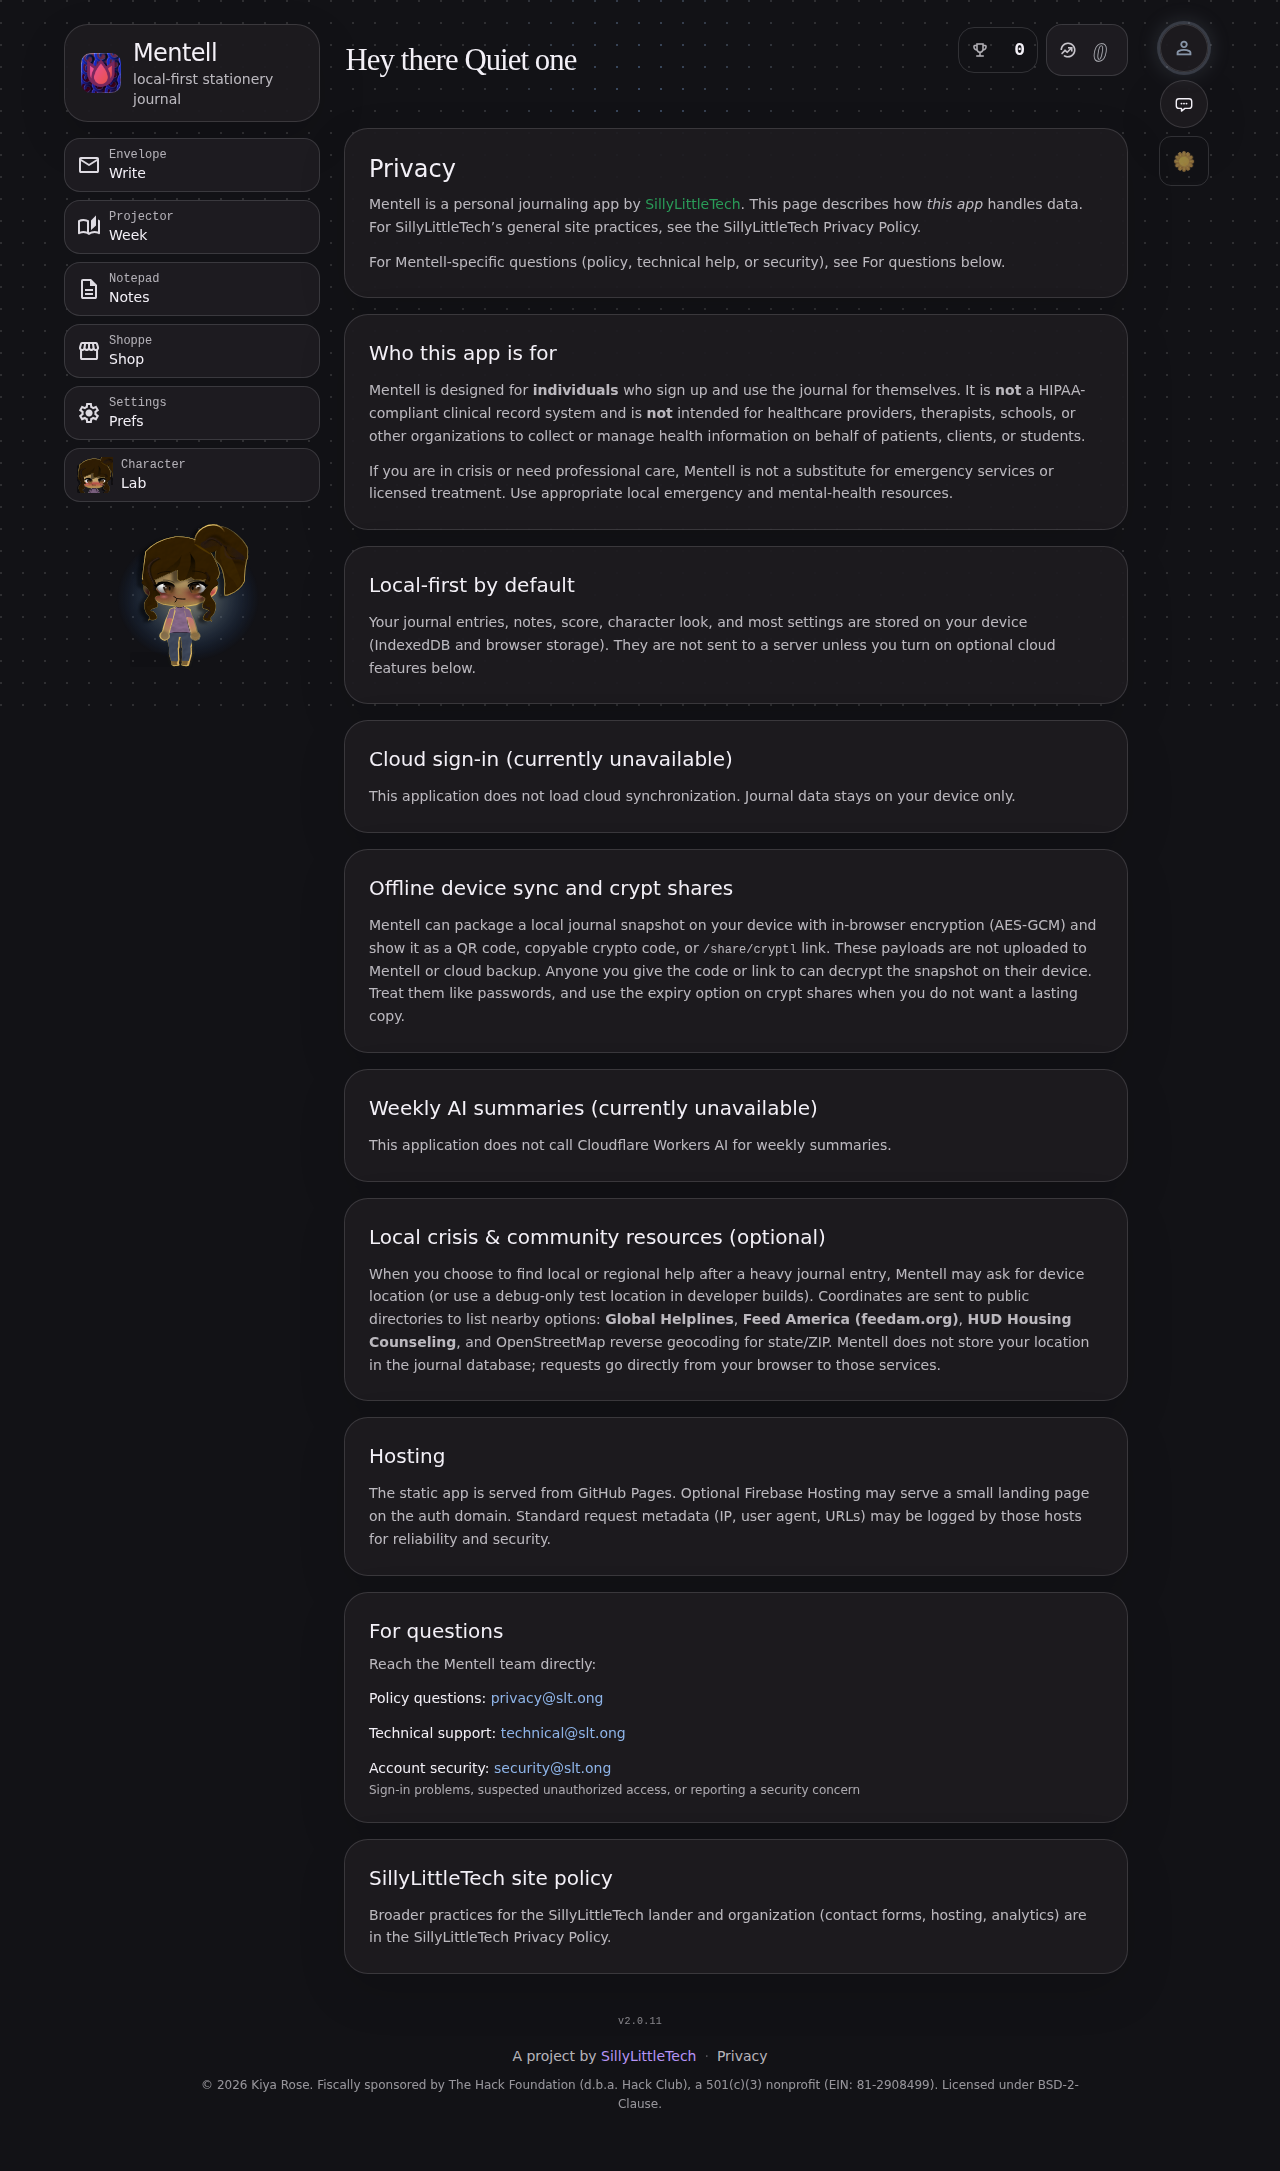 Mentell
local-first stationery
journal
Envelope
Write
Projector
Week
Notepad
Notes
Shoppe
Shop
Settings
Prefs
Character
Lab
Hey there Quiet one
0
0
Privacy
Mentell is a personal journaling app by SillyLittleTech. This page describes how this app handles data.
For SillyLittleTech’s general site practices, see the SillyLittleTech Privacy Policy.
For Mentell-specific questions (policy, technical help, or security), see For questions below.
Who this app is for
Mentell is designed for individuals who sign up and use the journal for themselves. It is not a HIPAA-
compliant clinical record system and is not intended for healthcare providers, therapists, schools, or
other organizations to collect or manage health information on behalf of patients, clients, or students.
If you are in crisis or need professional care, Mentell is not a substitute for emergency services or
licensed treatment. Use appropriate local emergency and mental-health resources.
Local-first by default
Your journal entries, notes, score, character look, and most settings are stored on your device
(IndexedDB and browser storage). They are not sent to a server unless you turn on optional cloud
features below.
Cloud sign-in (currently unavailable)
This application does not load cloud synchronization. Journal data stays on your device only.
Offline device sync and crypt shares
Mentell can package a local journal snapshot on your device with in-browser encryption (AES-GCM) and
show it as a QR code, copyable crypto code, or /share/cryptl link. These payloads are not uploaded to
Mentell or cloud backup. Anyone you give the code or link to can decrypt the snapshot on their device.
Treat them like passwords, and use the expiry option on crypt shares when you do not want a lasting
copy.
Weekly AI summaries (currently unavailable)
This application does not call Cloudflare Workers AI for weekly summaries.
Local crisis & community resources (optional)
When you choose to find local or regional help after a heavy journal entry, Mentell may ask for device
location (or use a debug-only test location in developer builds). Coordinates are sent to public
directories to list nearby options: Global Helplines, Feed America (feedam.org), HUD Housing
Counseling, and OpenStreetMap reverse geocoding for state/ZIP. Mentell does not store your location
in the journal database; requests go directly from your browser to those services.
Hosting
The static app is served from GitHub Pages. Optional Firebase Hosting may serve a small landing page
on the auth domain. Standard request metadata (IP, user agent, URLs) may be logged by those hosts
for reliability and security.
For questions
Reach the Mentell team directly:
Policy questions: privacy@slt.ong
Technical support: technical@slt.ong
Account security: security@slt.ong
Sign-in problems, suspected unauthorized access, or reporting a security concern
SillyLittleTech site policy
Broader practices for the SillyLittleTech lander and organization (contact forms, hosting, analytics) are
in the SillyLittleTech Privacy Policy.
v2.0.11
A project by SillyLittleTech · Privacy
© 2026 Kiya Rose. Fiscally sponsored by The Hack Foundation (d.b.a. Hack Club), a 501(c)(3) nonprofit (EIN: 81-2908499). Licensed under BSD-2-
Clause.